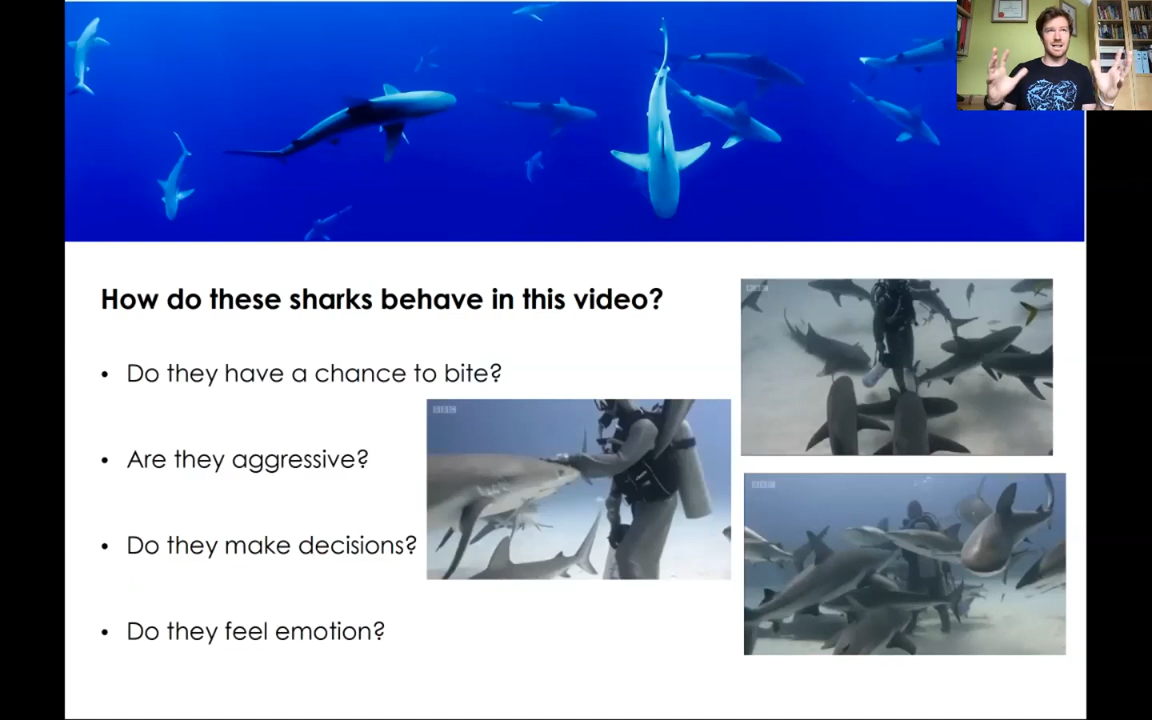 How do these sharks behave in this video?
• Do they have a chance to bite?
• Are they aggressive?
• Do they make decisions?
• Do they feel emotion?
BBC
BBC
BBC